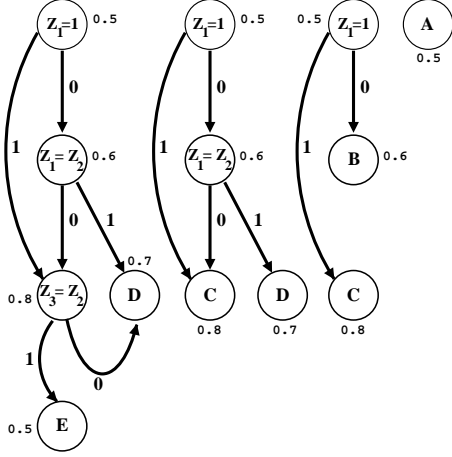 Z1=1 0.5 Z1=1 0.5 0.5 Z1=1 A
0.5
0 0 0
1 1 1
Z1= Z2 0.6 Z1= Z2 0.6 B 0.6
0 1 0 1
0.7
0.8 Z3= Z2 D C D C
0.8 0.7 0.8
1 0
0.5 E